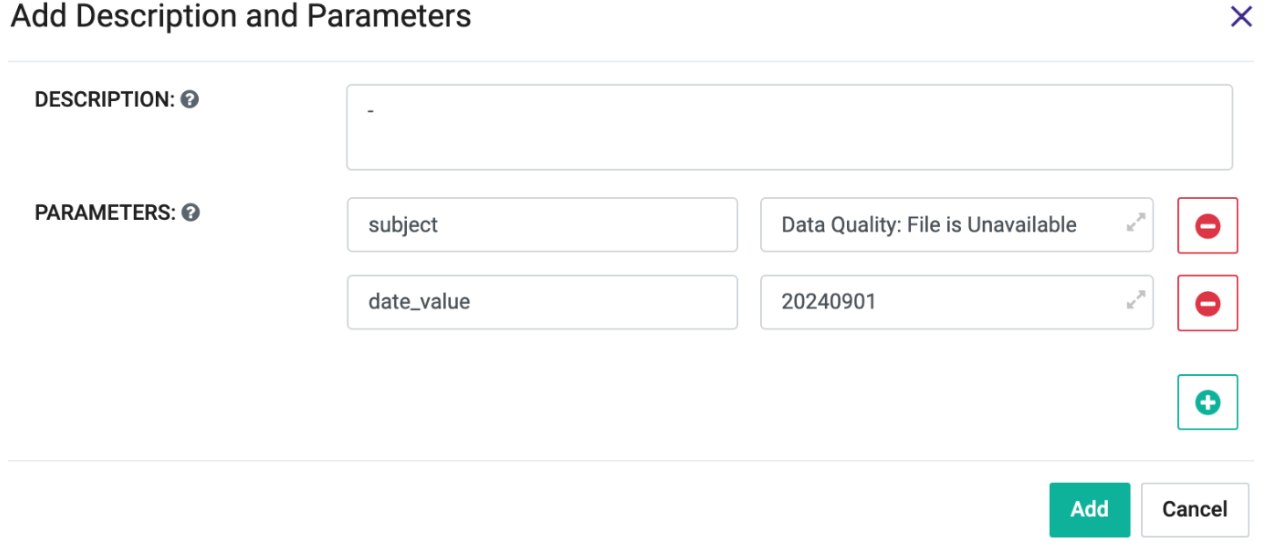 Add Description and Parameters
DESCRIPTION:
-
PARAMETERS:
subject
Data Quality: File is Unavailable
date_value
20240901
Add
Cancel